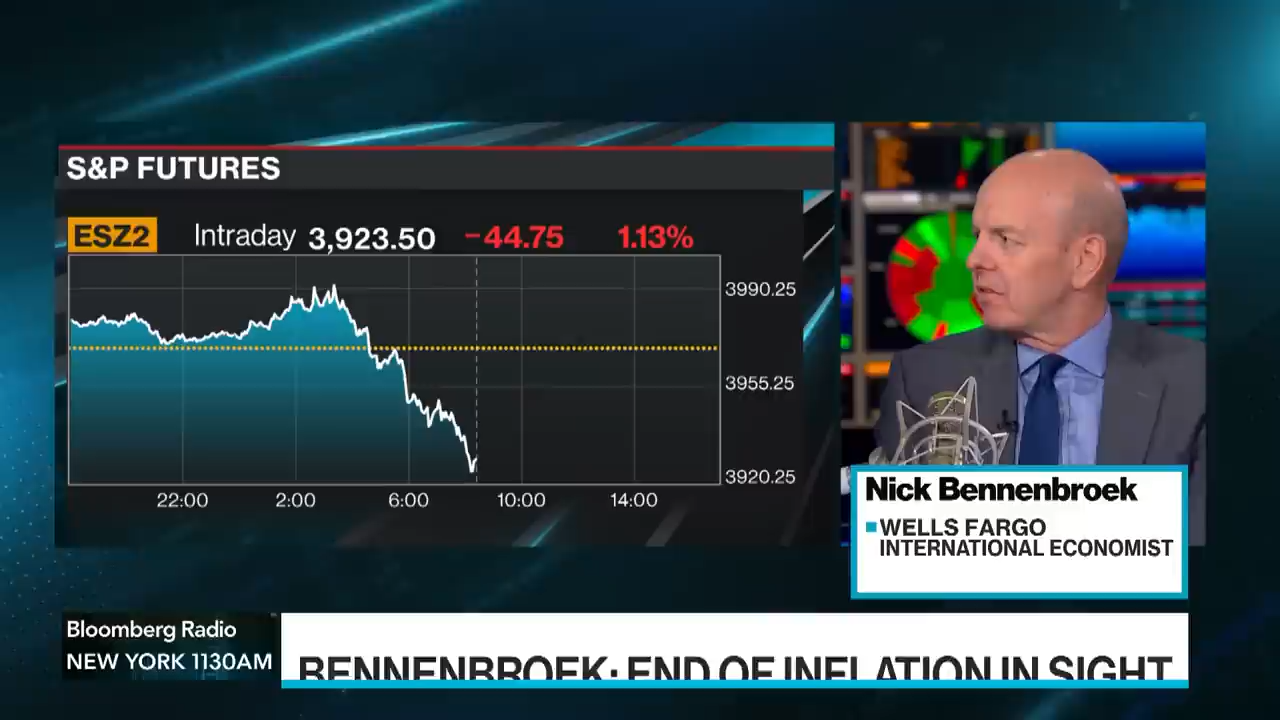 S&P FUTURES
ESZ2 Intraday 3,923.50 -44.75 1.13%
3990.25
3955.25
3920.25
22:00 2:00 6:00 10:00 14:00
Nick Bennenbroek
WELLS FARGO
INTERNATIONAL ECONOMIST
Bloomberg Radio
NEW YORK 1130AM
BENNENBROEK: END OF INFLATION IN SIGHT